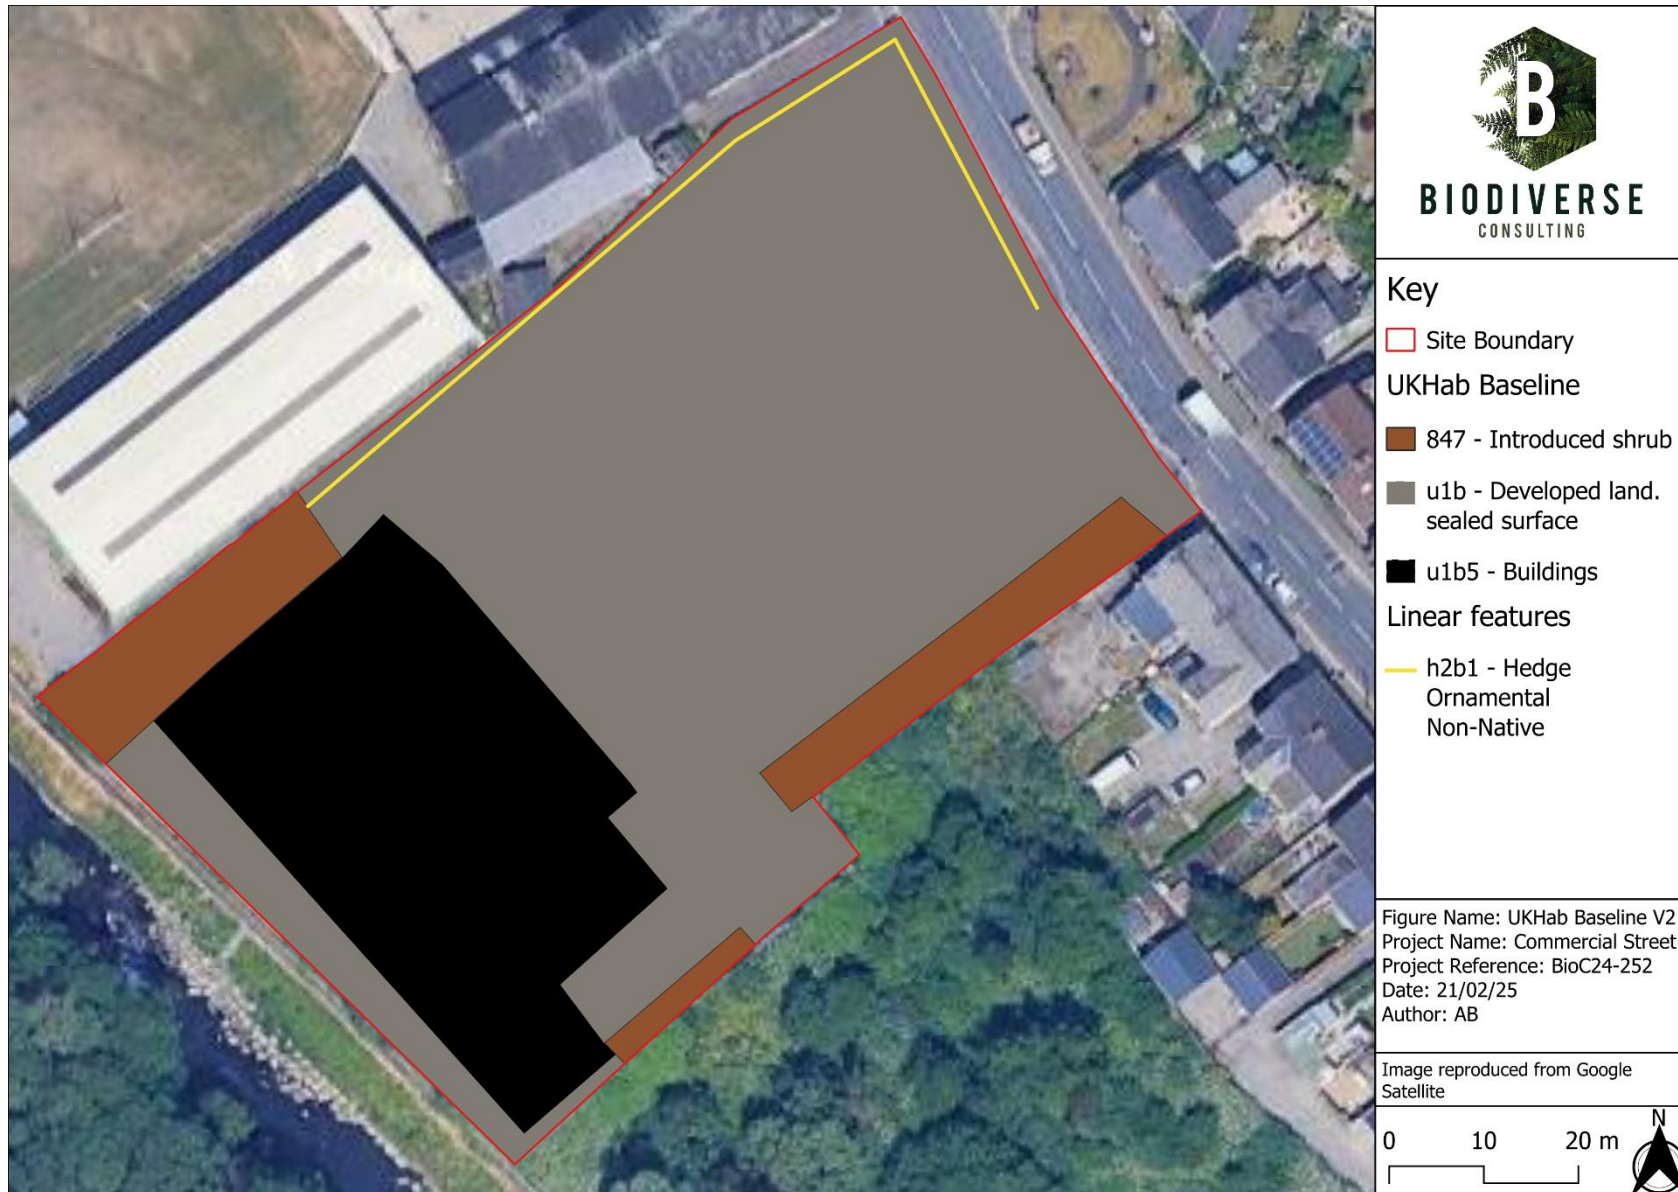 B
BIODIVERSE
CONSULTING
Key
Site Boundary
UKHab Baseline
847 - Introduced shrub
u1b - Developed land.
sealed surface
u1b5 - Buildings
Linear features
h2b1 - Hedge
Ornamental
Non-Native
Figure Name: UKHab Baseline V2
Project Name: Commercial Street
Project Reference: BioC24-252
Date: 21/02/25
Author: AB
Image reproduced from Google
Satellite
0 10 20 m
N